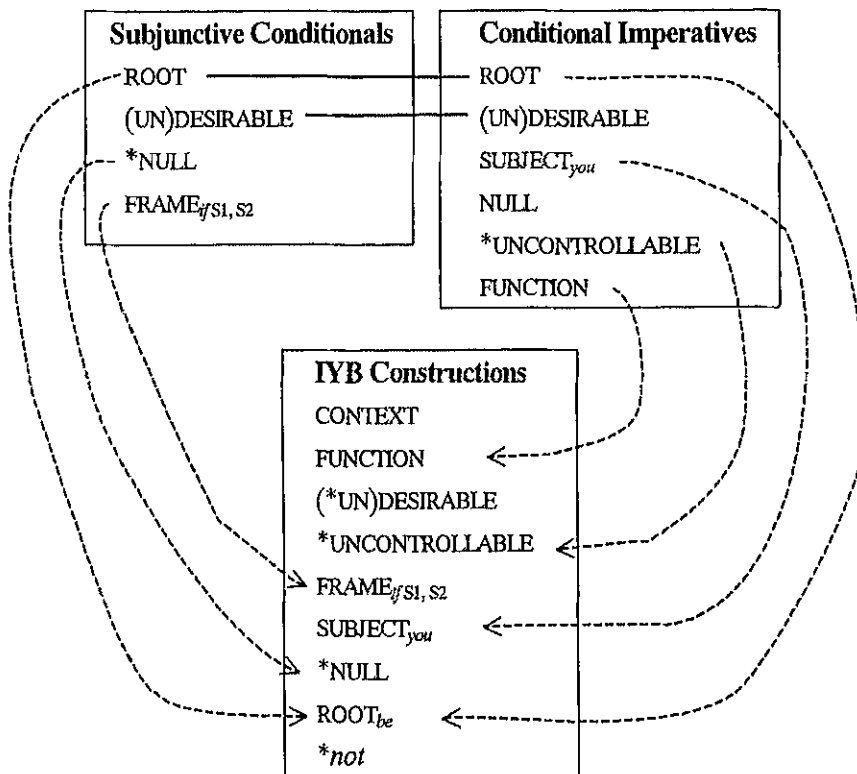 Subjunctive Conditionals
ROOT
(UN)DESIRABLE
*NULL
FRAMEif S1, S2
Conditional Imperatives
ROOT
(UN)DESIRABLE
SUBJECTyou
NULL
*UNCONTROLLABLE
FUNCTION
IYB Constructions
CONTEXT
FUNCTION
(*UN)DESIRABLE
*UNCONTROLLABLE
FRAMEif S1, S2
SUBJECTyou
*NULL
ROOTbe
*not